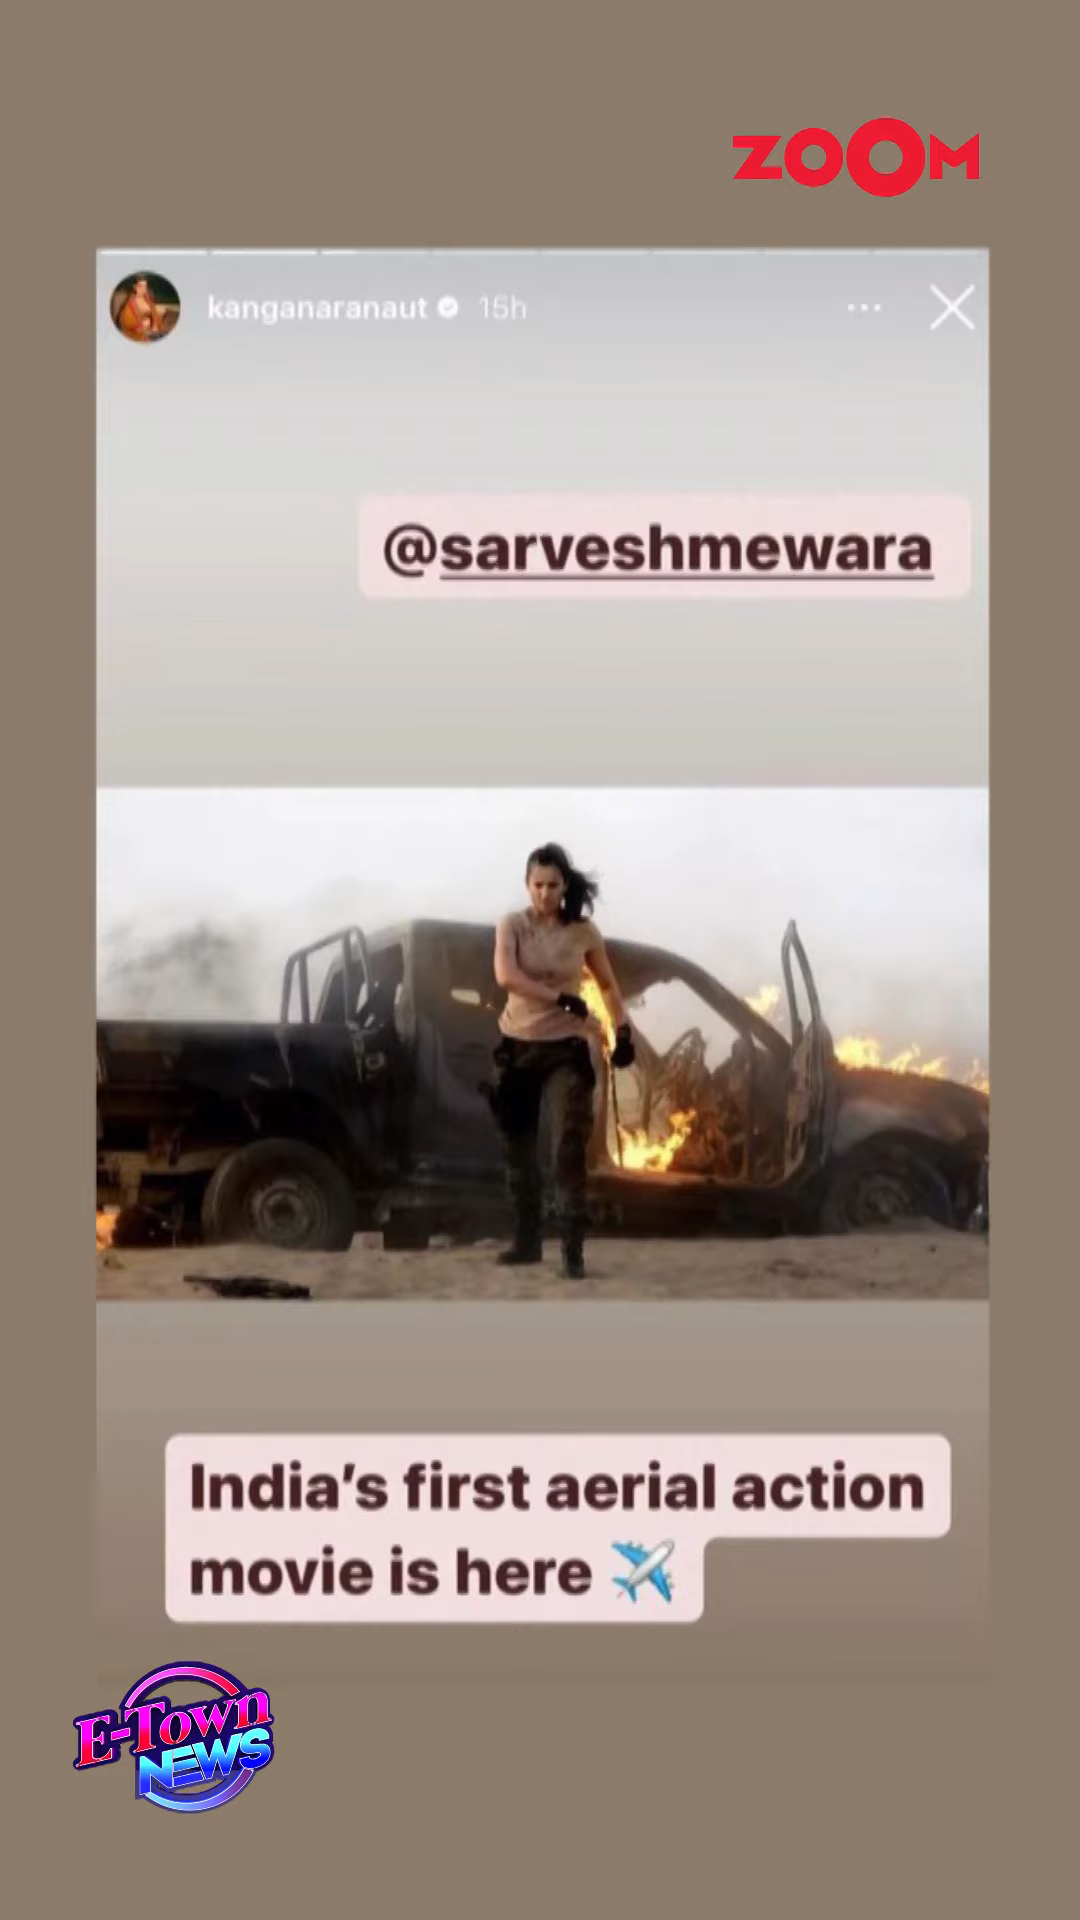 ZOOM
kanganaranaut 15h
@sarveshmewara
India's first aerial action
movie is here ✈️
E-Town
NEWS